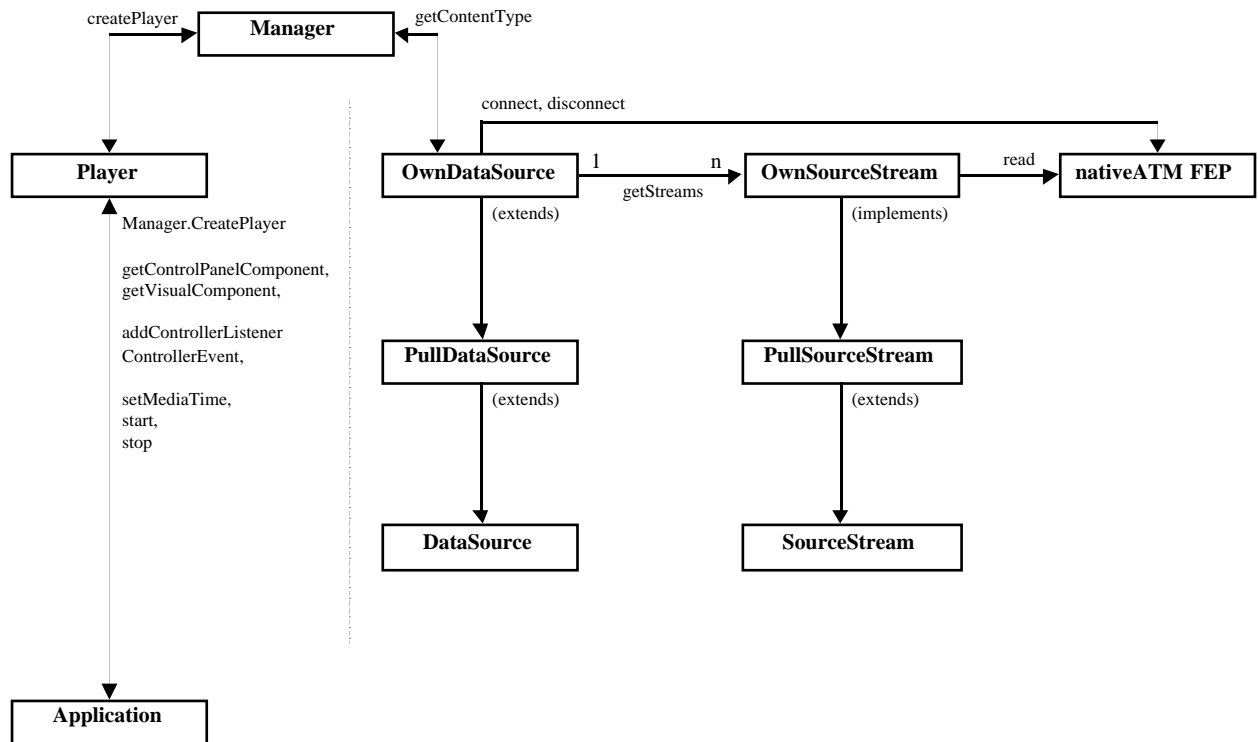 createPlayer
Manager
getContentType
connect, disconnect
Player
OwnDataSource
1
n
getStreams
OwnSourceStream
read
nativeATM FEP
Manager.CreatePlayer
getControlPanelComponent,
getVisualComponent,
addControllerListener
ControllerEvent,
setMediaTime,
start,
stop
(extends)
(implements)
PullDataSource
PullSourceStream
(extends)
(extends)
DataSource
SourceStream
Application